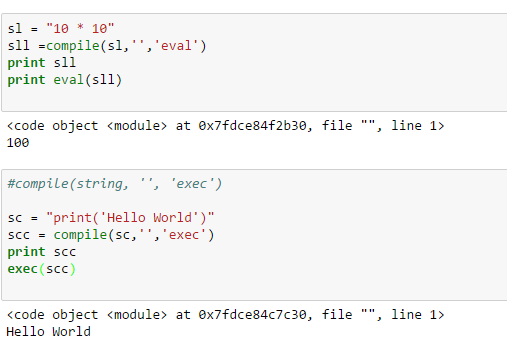 sl = "10 * 10"
sll =compile(sl,'','eval')
print sll
print eval(sll)
<code object <module> at 0x7fdce84f2b30, file "", line 1>
100
#compile(string, '', 'exec')
sc = "print('Hello World')"
scc = compile(sc,'','exec')
print scc
exec(scc)
<code object <module> at 0x7fdce84c7c30, file "", line 1>
Hello World